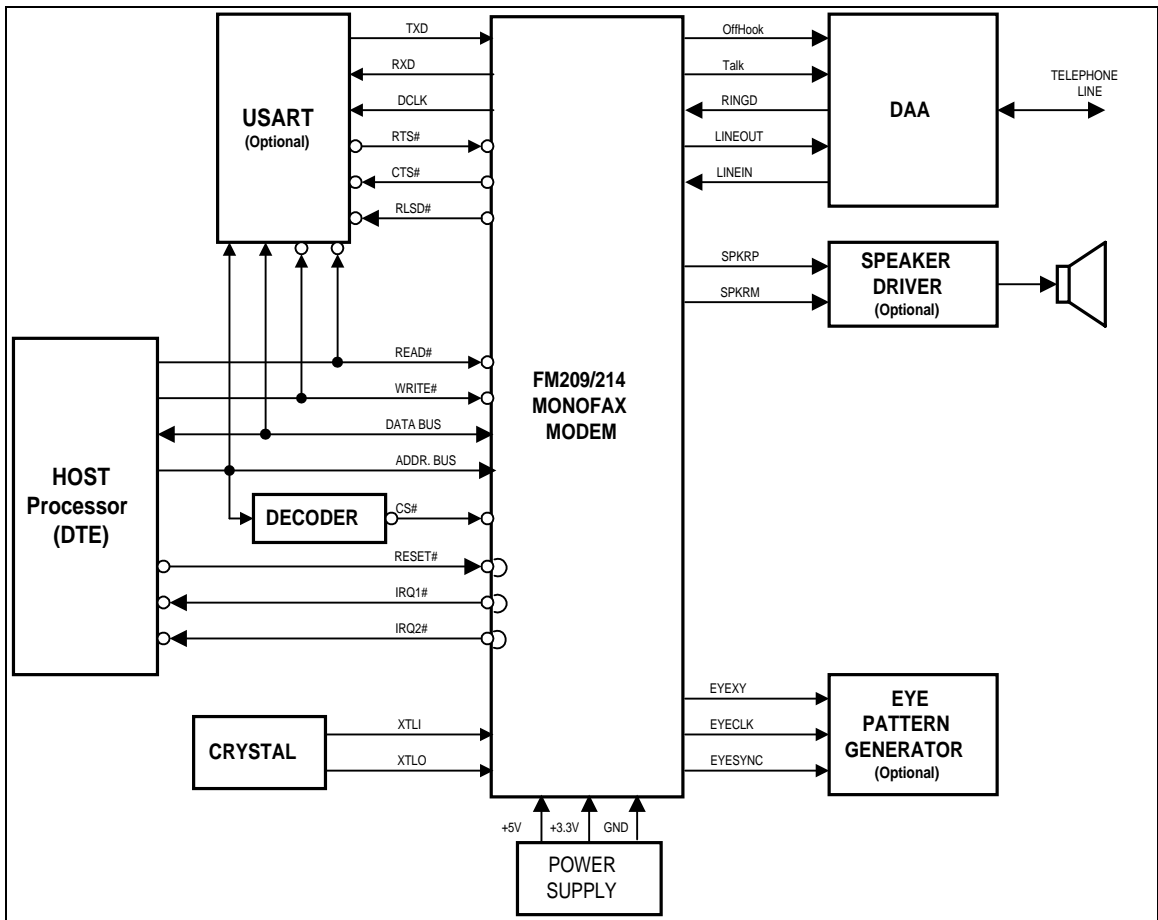 TXD
RXD
DCLK
RTS#
CTS#
RLSD#
USART
(Optional)
OffHook
Talk
RINGD
LINEOUT
LINEIN
DAA
TELEPHONE
LINE
SPKRP
SPKRM
SPEAKER
DRIVER
(Optional)
HOST
Processor
(DTE)
READ#
WRITE#
DATA BUS
ADDR. BUS
DECODER
CS#
RESET#
IRQ1#
IRQ2#
FM209/214
MONOFAX
MODEM
CRYSTAL
XTLI
XTLO
EYEXY
EYECLK
EYESYNC
EYE
PATTERN
GENERATOR
(Optional)
+5V
+3.3V
GND
POWER
SUPPLY